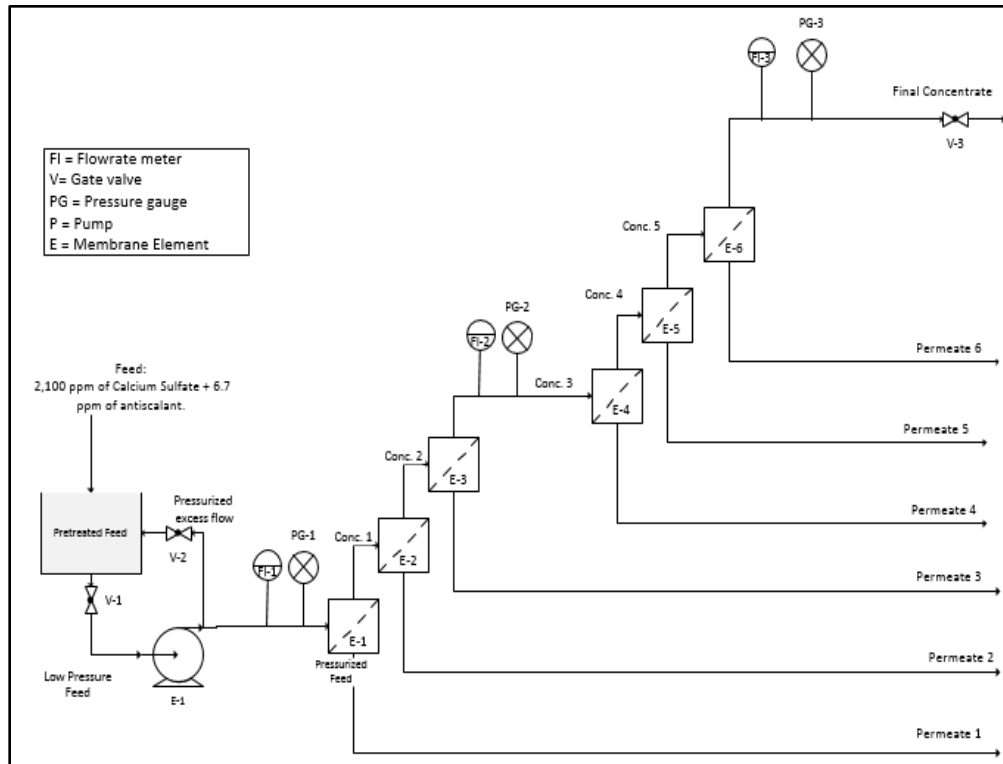 FI-3
PG-3
Final Concentrate
V-3
FI = Flowrate meter
V= Gate valve
PG = Pressure gauge
P = Pump
E = Membrane Element
Conc. 5
E-6
Conc. 4
E-5
PG-2
FI-2
Permeate 6
Feed:
2,100 ppm of Calcium Sulfate + 6.7
ppm of antiscalant.
Conc. 3
E-4
Permeate 5
Conc. 2
E-3
Pressurized
excess flow
Permeate 4
Pretreated Feed
V-2
PG-1
Conc. 1
E-2
FI-1
Permeate 3
V-1
E-1
Pressurized
Feed
Permeate 2
Low Pressure
Feed
E-1
Permeate 1